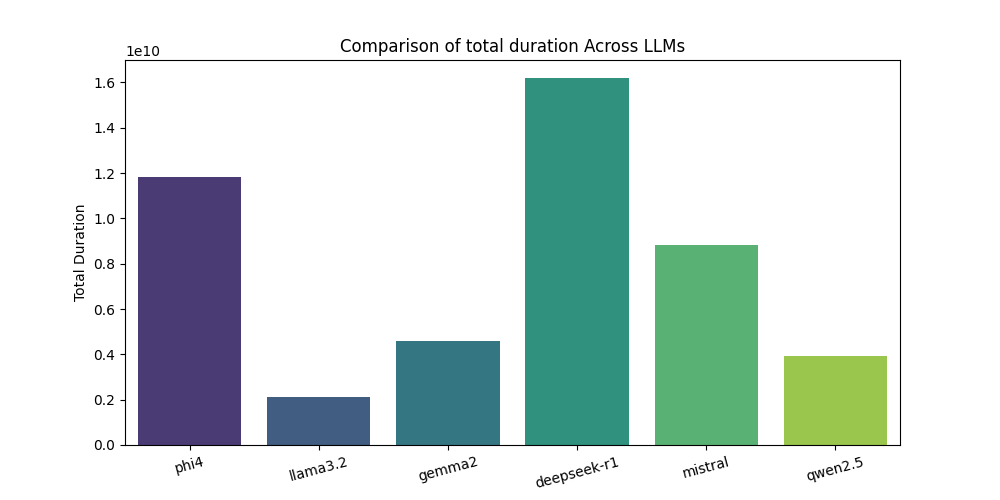 Comparison of total duration Across LLMs
1e10
Total Duration
1.6
1.4
1.2
1.0
0.8
0.6
0.4
0.2
0.0
phi4
llama3.2
gemma2
deepseek-r1
mistral
qwen2.5